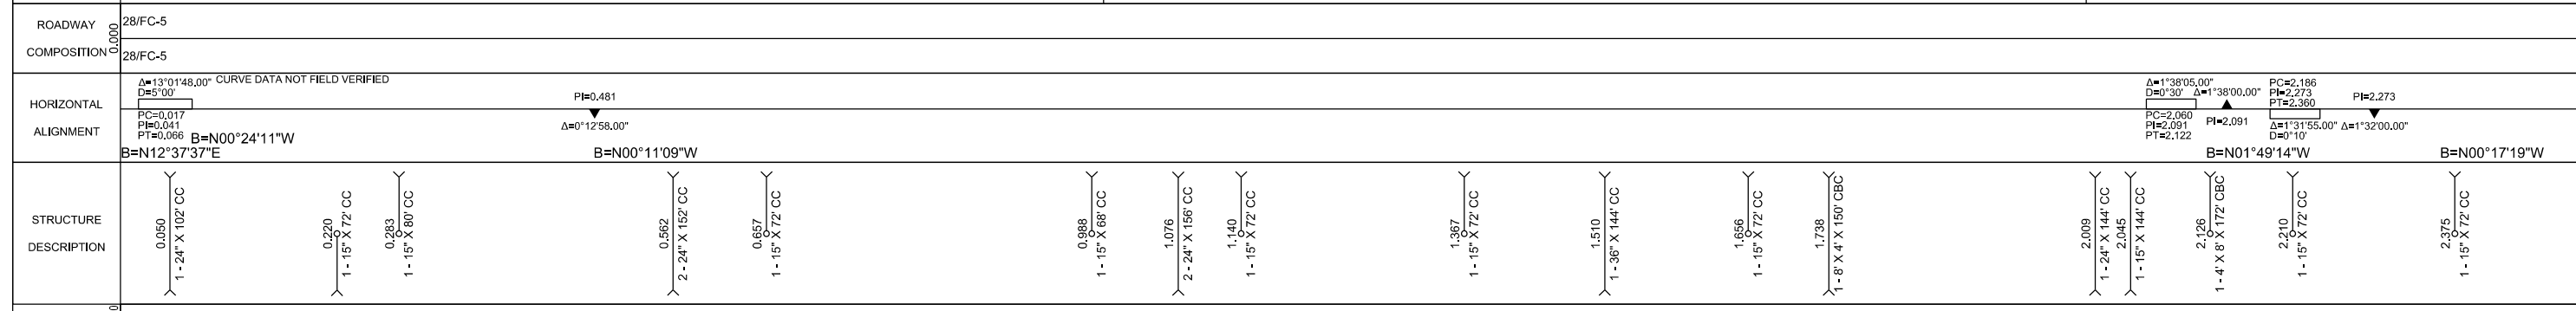 ROADWAY
COMPOSITION
0.000
28/FC-5
28/FC-5
HORIZONTAL
ALIGNMENT
Δ=13°01'48.00" CURVE DATA NOT FIELD VERIFIED
D=5°00'
PC=0.017
PI=0.041
PT=0.066
B=N00°24'11"W
B=N12°37'37"E
PI=0.481
Δ=0°12'58.00"
B=N00°11'09"W
Δ=1°38'05.00"
D=0°30'
Δ=1°38'00.00"
PC=2.060
PI=2.091
PT=2.122
PI=2.091
B=N01°49'14"W
PC=2.186
PI=2.273
PT=2.360
Δ=1°31'55.00"
D=0°10'
PI=2.273
Δ=1°32'00.00"
B=N00°17'19"W
STRUCTURE
DESCRIPTION
0.050
1 - 24" X 102' CC
0.220
1 - 15" X 72' CC
0.283
1 - 15" X 80' CC
0.562
2 - 24" X 152' CC
0.657
1 - 15" X 72' CC
0.988
1 - 15" X 68' CC
1.076
2 - 24" X 156' CC
1.140
1 - 15" X 72' CC
1.367
1 - 15" X 72' CC
1.510
1 - 36" X 144' CC
1.656
1 - 15" X 72' CC
1.738
1 - 8' X 4' X 150' CBC
2.009
1 - 24" X 144' CC
2.045
1 - 15" X 144' CC
2.126
1 - 4' X 8' X 172' CBC
2.210
1 - 15" X 72' CC
2.375
1 - 15" X 72' CC